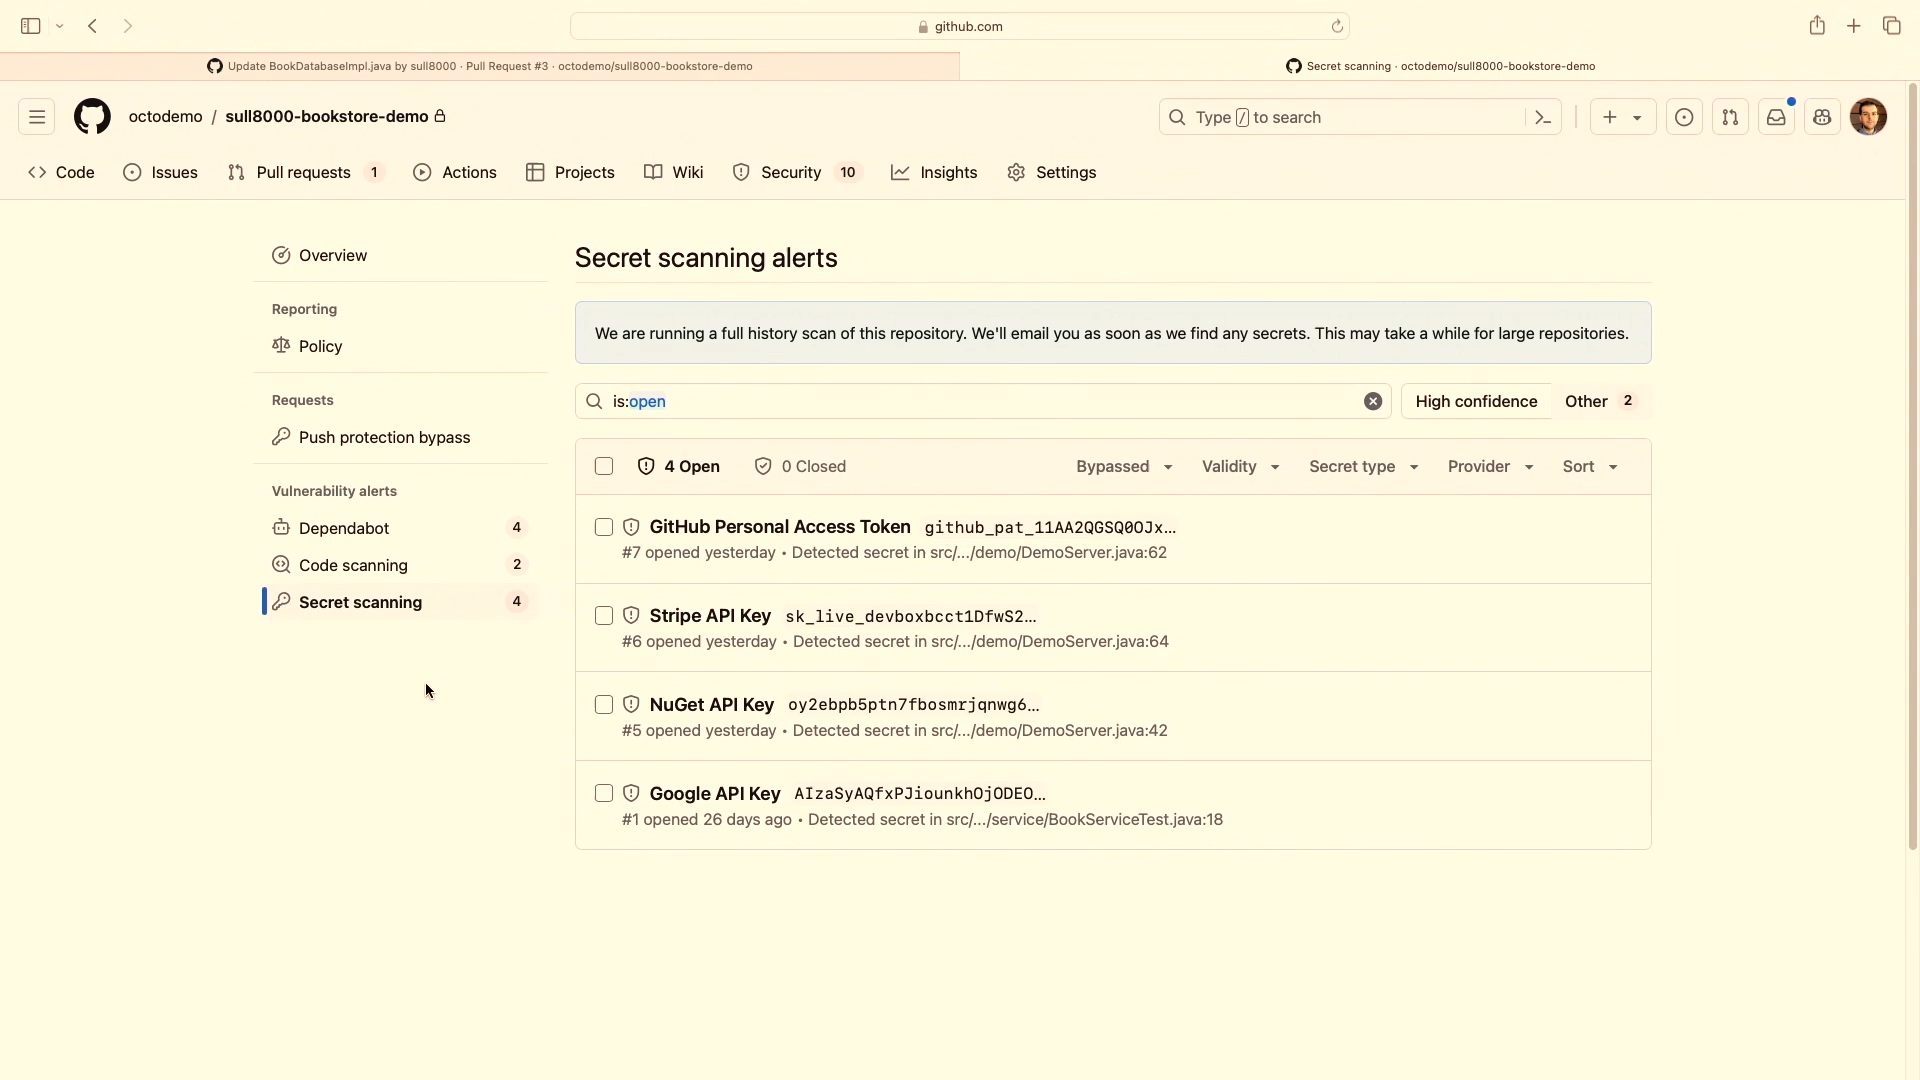 github.com
Update BookDatabaseImpl.java by sull8000 · Pull Request #3 · octodemo/sull8000-bookstore-demo
Secret scanning · octodemo/sull8000-bookstore-demo
octodemo / sull8000-bookstore-demo
Type / to search
Code
Issues
Pull requests 1
Actions
Projects
Wiki
Security 10
Insights
Settings
Overview
Reporting
Policy
Requests
Push protection bypass
Vulnerability alerts
Dependabot 4
Code scanning 2
Secret scanning 4
Secret scanning alerts
We are running a full history scan of this repository. We'll email you as soon as we find any secrets. This may take a while for large repositories.
is:open
High confidence
Other 2
4 Open
0 Closed
Bypassed
Validity
Secret type
Provider
Sort
GitHub Personal Access Token github_pat_11AA2QGSQ0OJx…
#7 opened yesterday • Detected secret in src/…/demo/DemoServer.java:62
Stripe API Key sk_live_devboxbcct1DfwS2…
#6 opened yesterday • Detected secret in src/…/demo/DemoServer.java:64
NuGet API Key oy2ebpb5ptn7fbosmrjqnwg6…
#5 opened yesterday • Detected secret in src/…/demo/DemoServer.java:42
Google API Key AIzaSyAQfxPJiounkhOjODEO…
#1 opened 26 days ago • Detected secret in src/…/service/BookServiceTest.java:18